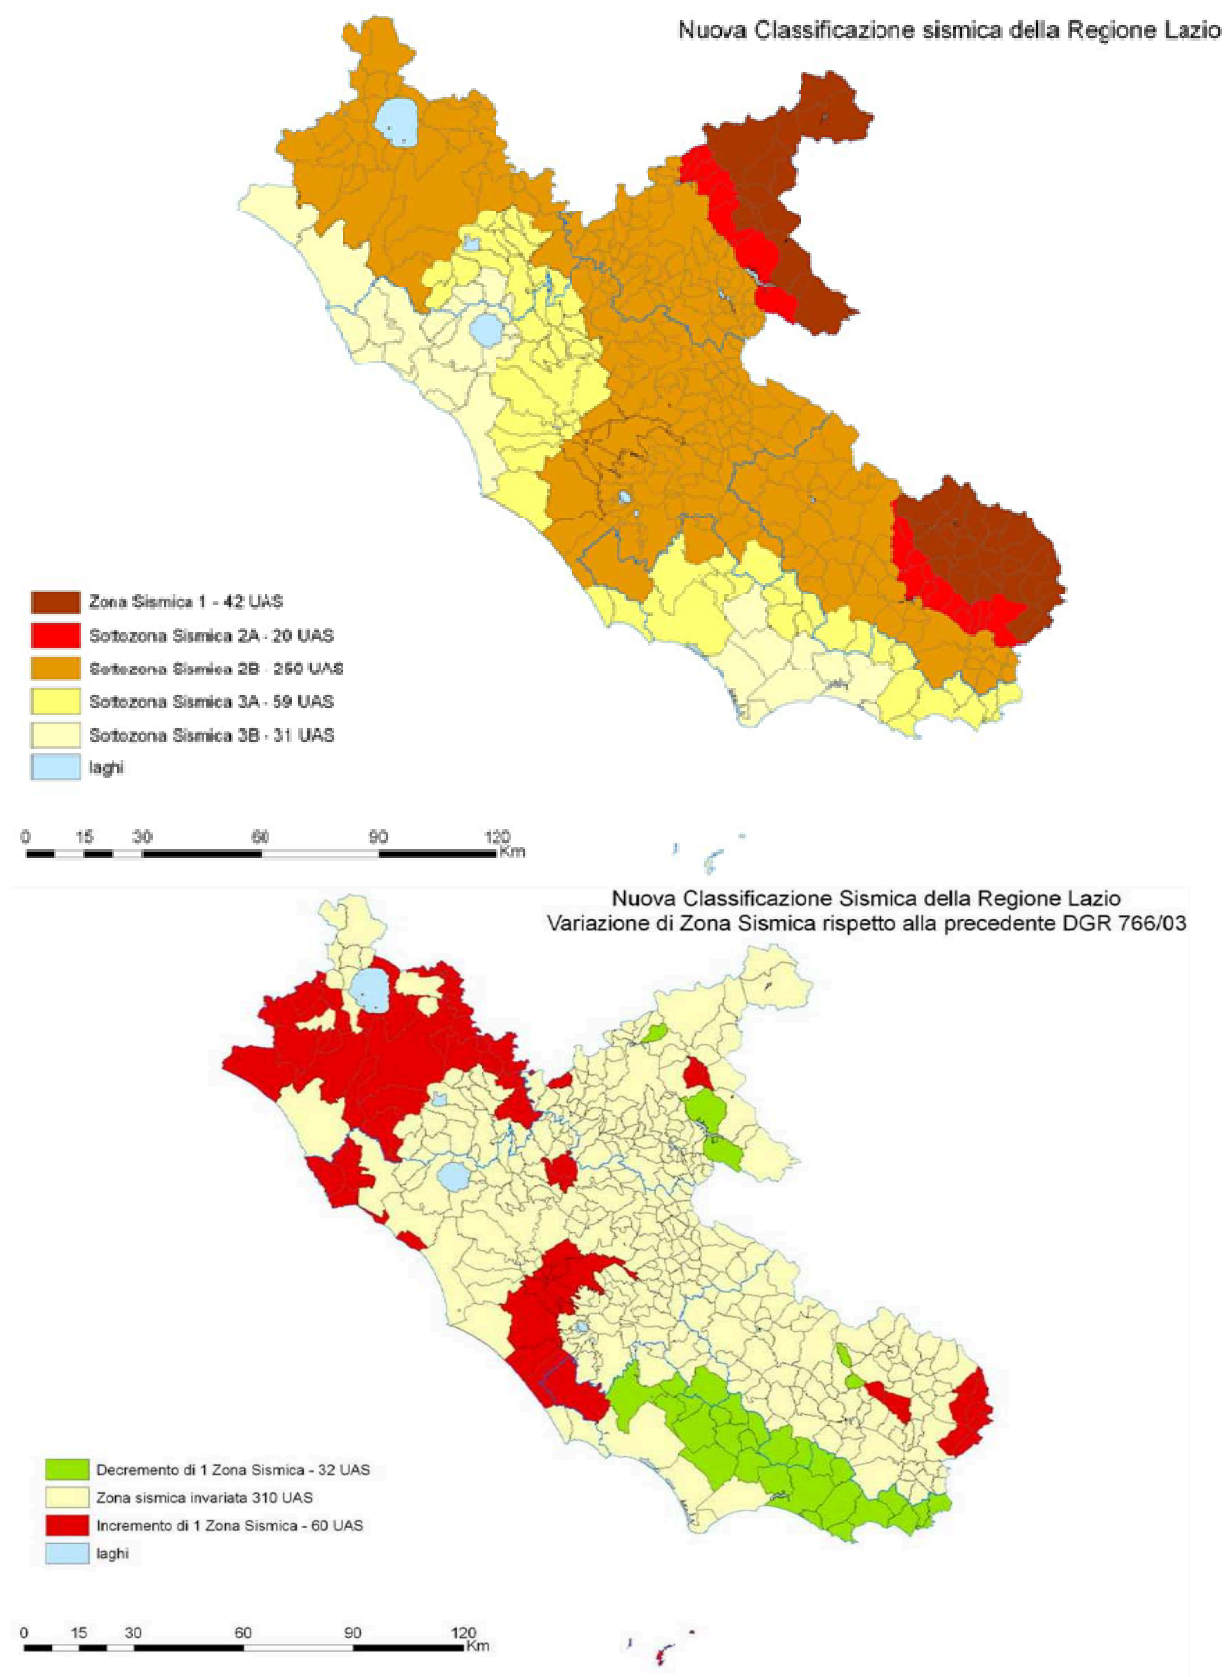 Nuova Classificazione sismica della Regione Lazio
Zona Sismica 1 - 42 UAS
Sottozona Sismica 2A - 20 UAS
Sottozona Sismica 2B - 250 UAS
Sottozona Sismica 3A - 59 UAS
Sottozona Sismica 3B - 31 UAS
laghi
0 15 30 60 90 120
Km
Nuova Classificazione Sismica della Regione Lazio
Variazione di Zona Sismica rispetto alla precedente DGR 766/03
Decremento di 1 Zona Sismica - 32 UAS
Zona sismica invariata 310 UAS
Incremento di 1 Zona Sismica - 60 UAS
laghi
0 15 30 60 90 120
Km